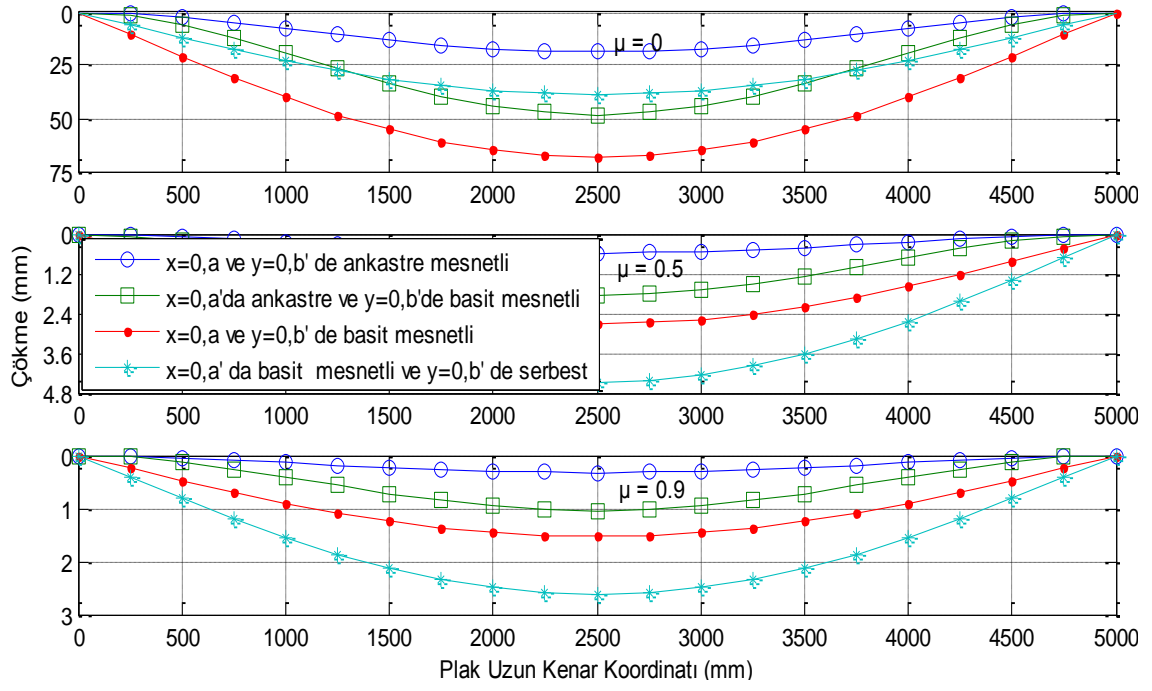 0
25
50
75
μ = 0
0 500 1000 1500 2000 2500 3000 3500 4000 4500 5000
Çökme (mm)
0
1.2
2.4
3.6
4.8
μ = 0.5
x=0,a ve y=0,b' de ankastre mesnetli
x=0,a'da ankastre ve y=0,b'de basit mesnetli
x=0,a ve y=0,b' de basit mesnetli
x=0,a' da basit mesnetli ve y=0,b' de serbest
0 500 1000 1500 2000 2500 3000 3500 4000 4500 5000
0
1
2
3
μ = 0.9
0 500 1000 1500 2000 2500 3000 3500 4000 4500 5000
Plak Uzun Kenar Koordinatı (mm)